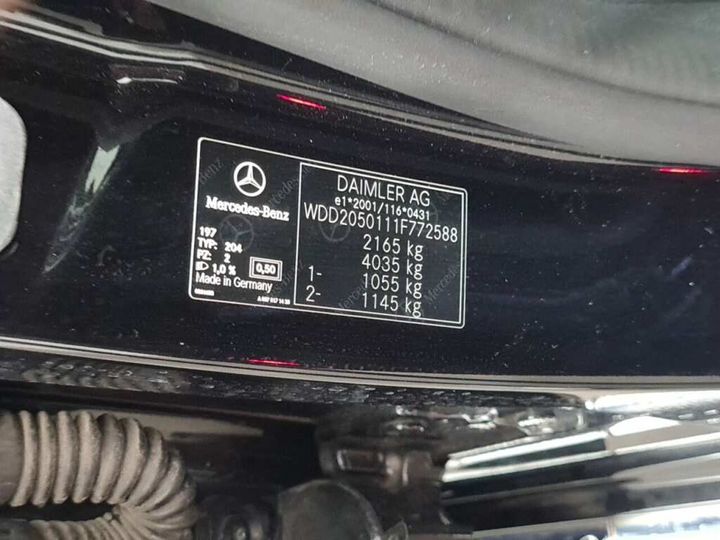 Mercedes-Benz
197
TYP: 204
PZ: 2
1,0 % 0,50
Made in Germany
DAIMLER AG
e1*2001/116*0431
WDD2050111F772588
2165 kg
4035 kg
1- 1055 kg
2- 1145 kg